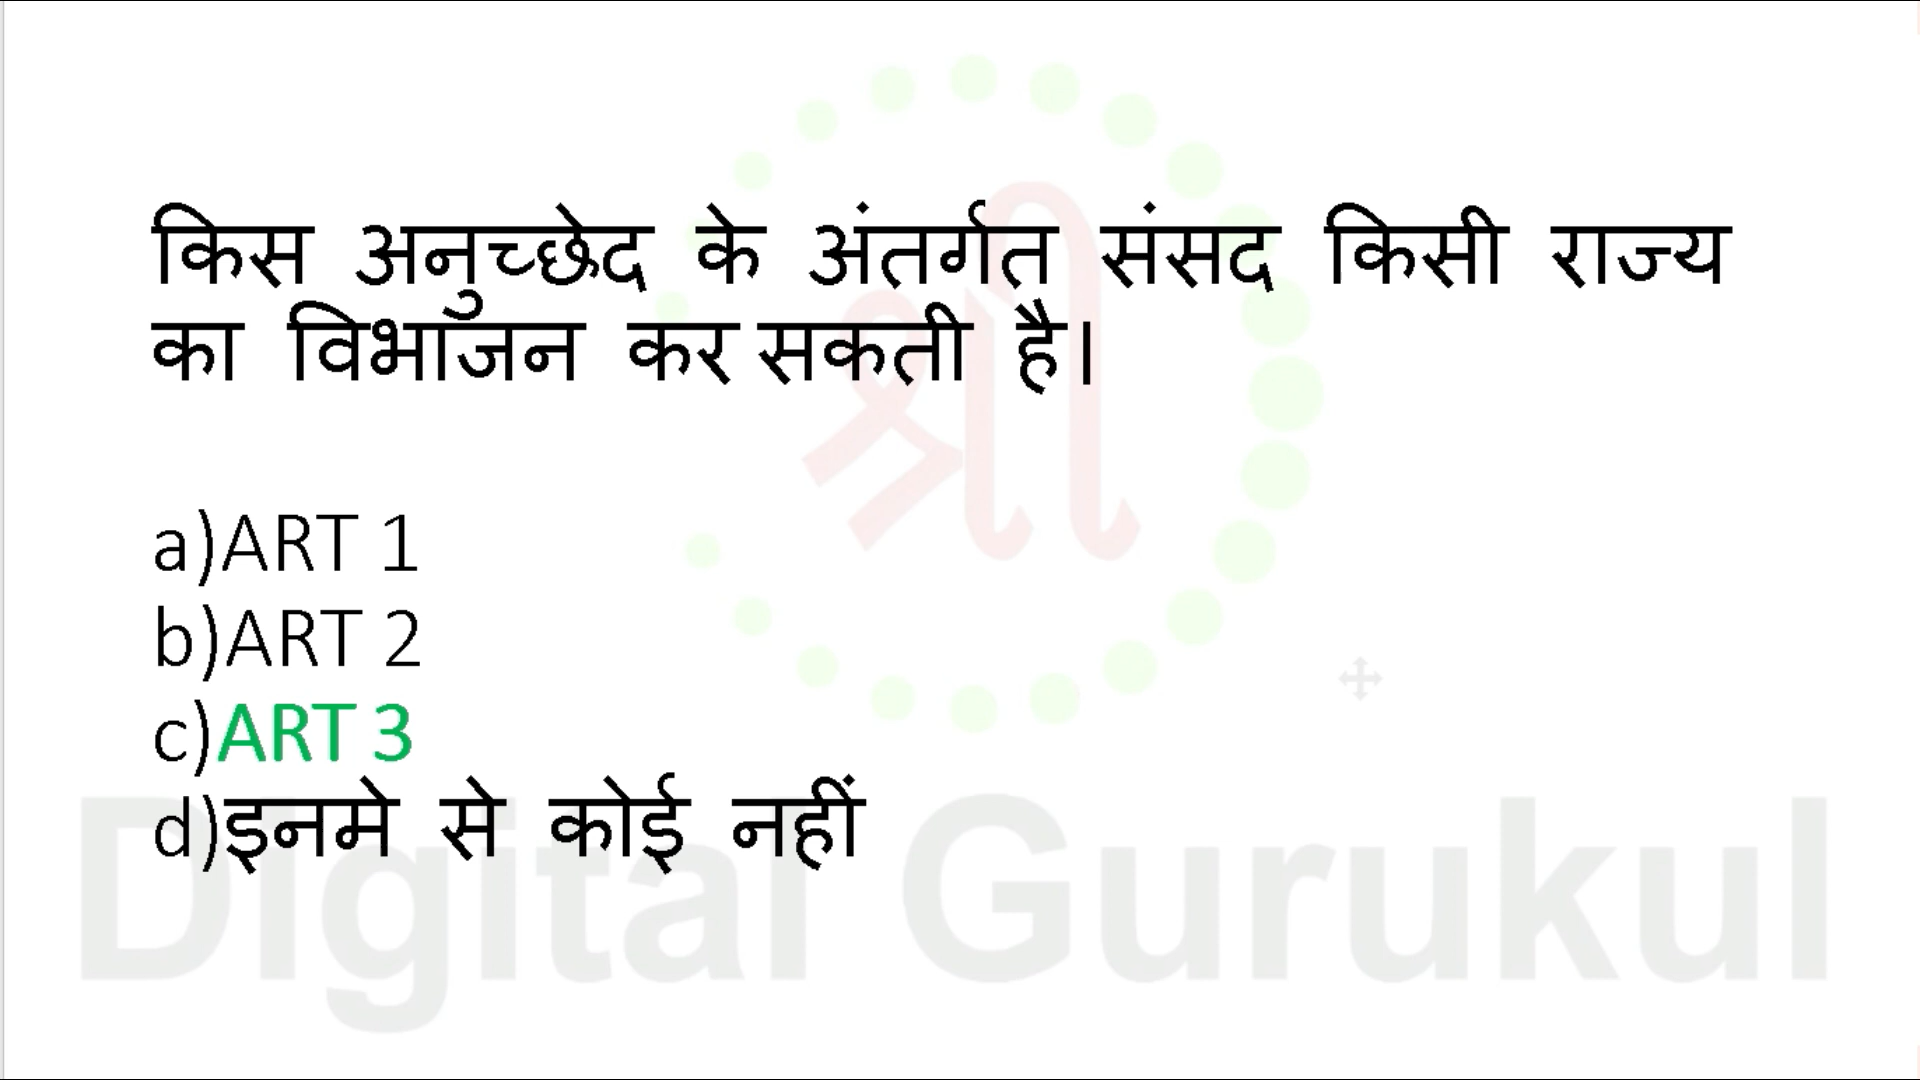 किस अनुच्छेद के अंतर्गत संसद किसी राज्य
का विभाजन कर सकती है।
a)ART 1
b)ART 2
c)ART 3
d)इनमे से कोई नहीं
श्री
Digital Gurukul